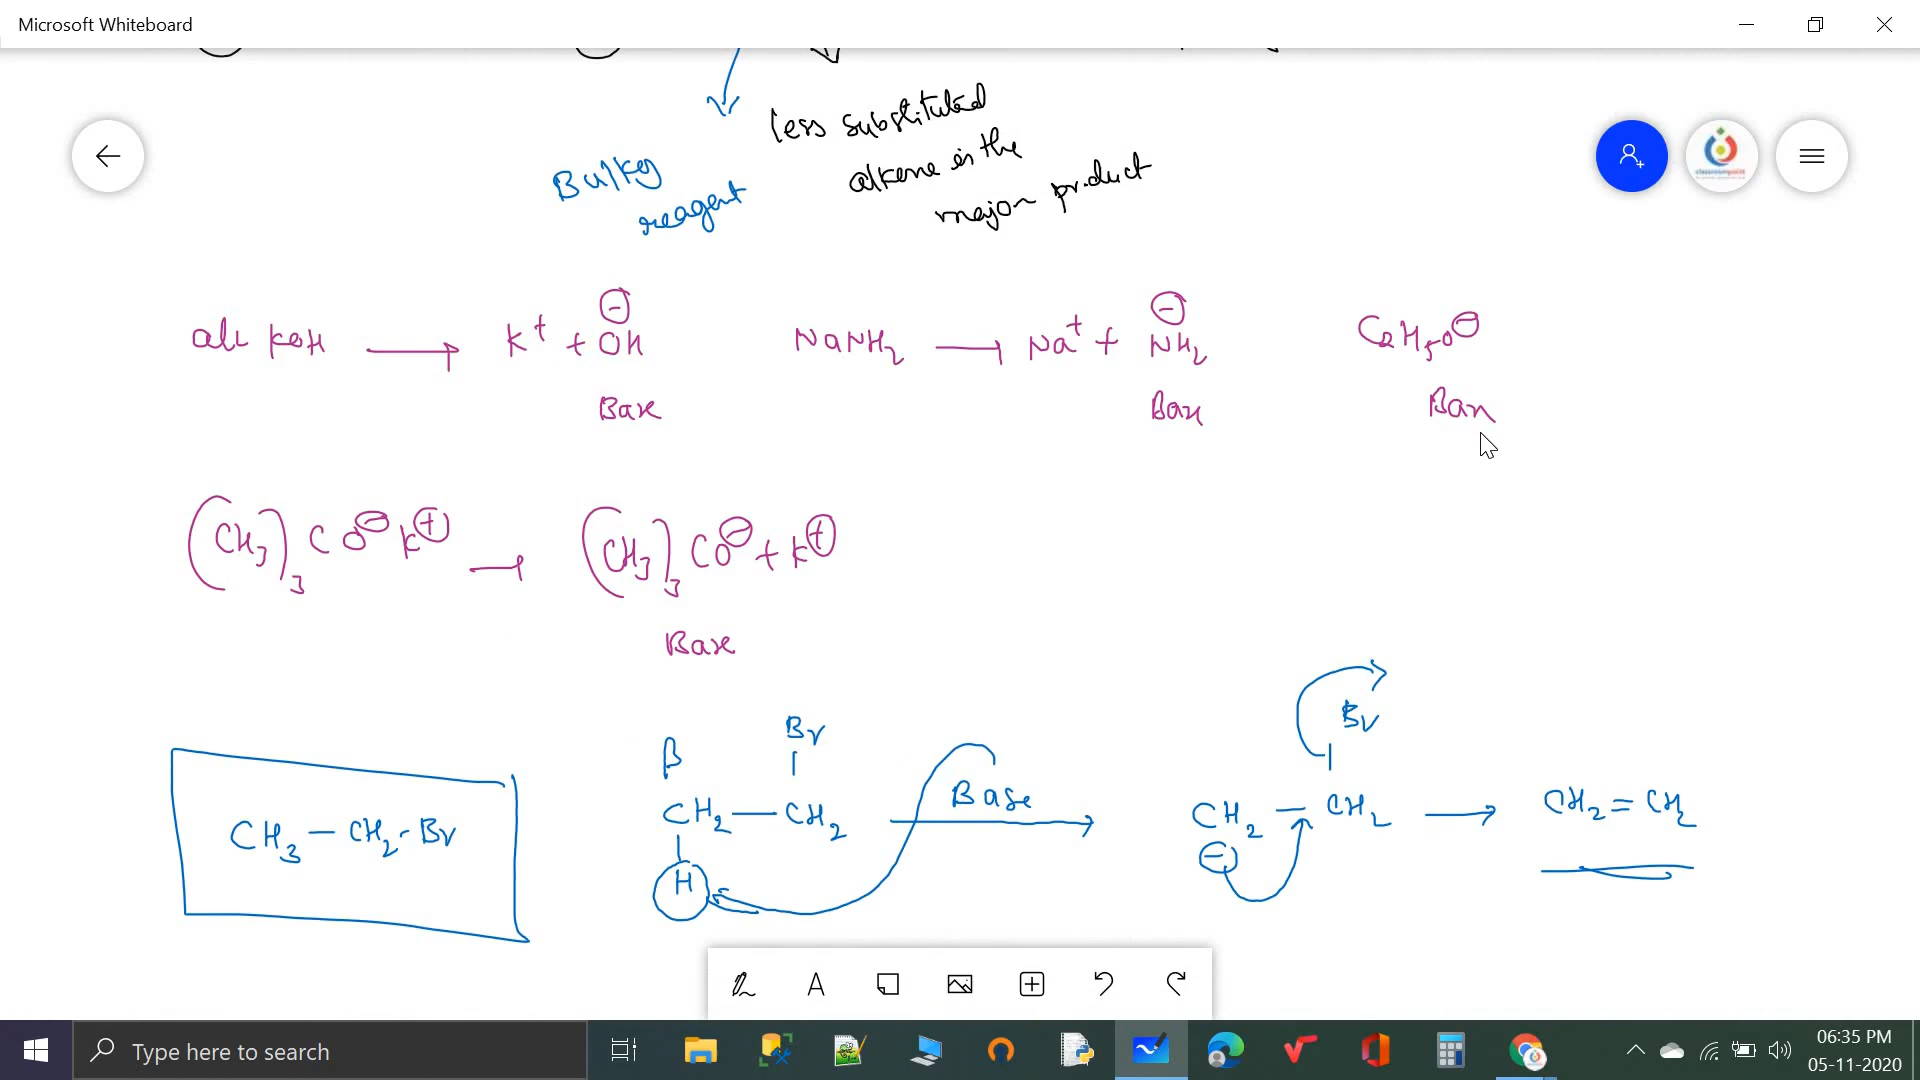 Microsoft Whiteboard
less substituted
alkene is the
major product
Bulky
reagent
alc KOH → K⁺ + OH⊖
Base
NaNH₂ → Na⁺ + NH₂⊖
Base
C₂H₅O⊖
Base
(CH₃)₃CO⊖K⊕ → (CH₃)₃CO⊖ + K⊕
Base
CH₃ — CH₂ - Br
β
Br
CH₂ — CH₂
H
Base
Br
CH₂ — CH₂ → CH₂ = CH₂
⊖
A
Type here to search
06:35 PM
05-11-2020